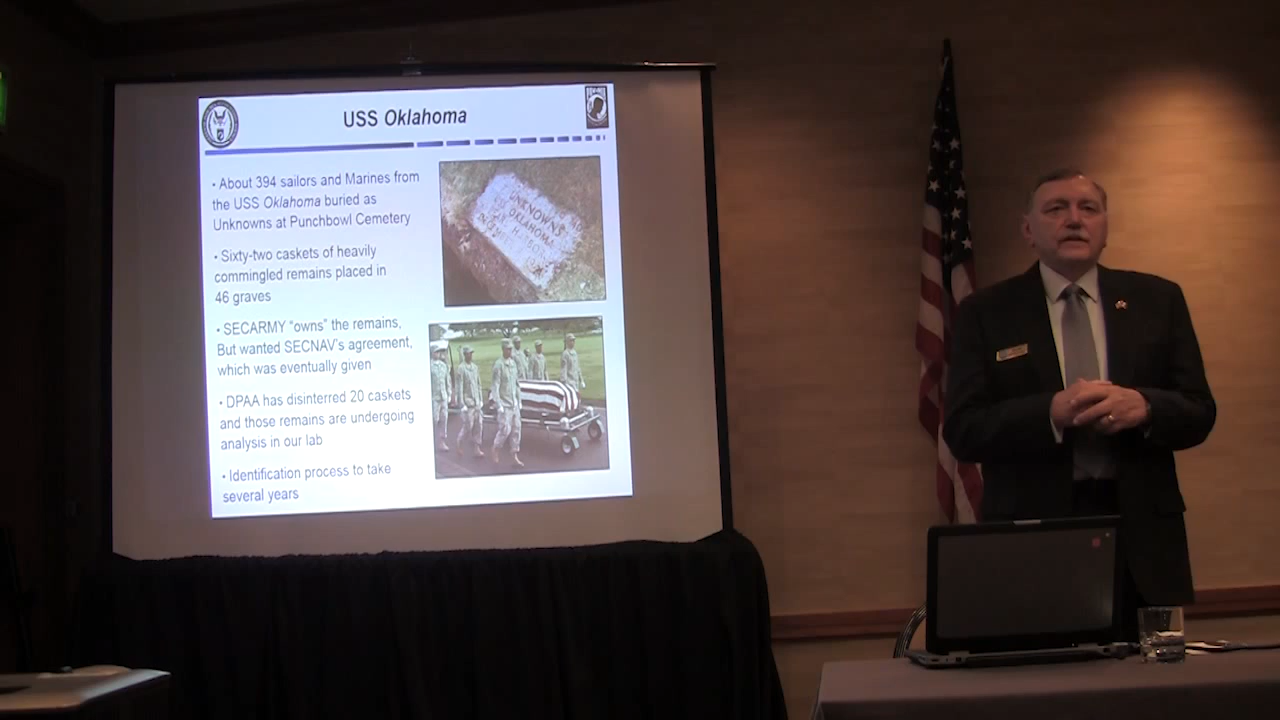 USS Oklahoma
• About 394 sailors and Marines from
the USS Oklahoma buried as
Unknowns at Punchbowl Cemetery
• Sixty-two caskets of heavily
commingled remains placed in
46 graves
• SECARMY “owns” the remains,
But wanted SECNAV’s agreement,
which was eventually given
• DPAA has disinterred 20 caskets
and those remains are undergoing
analysis in our lab
• Identification process to take
several years
UNKNOWNS
OKLAHOMA